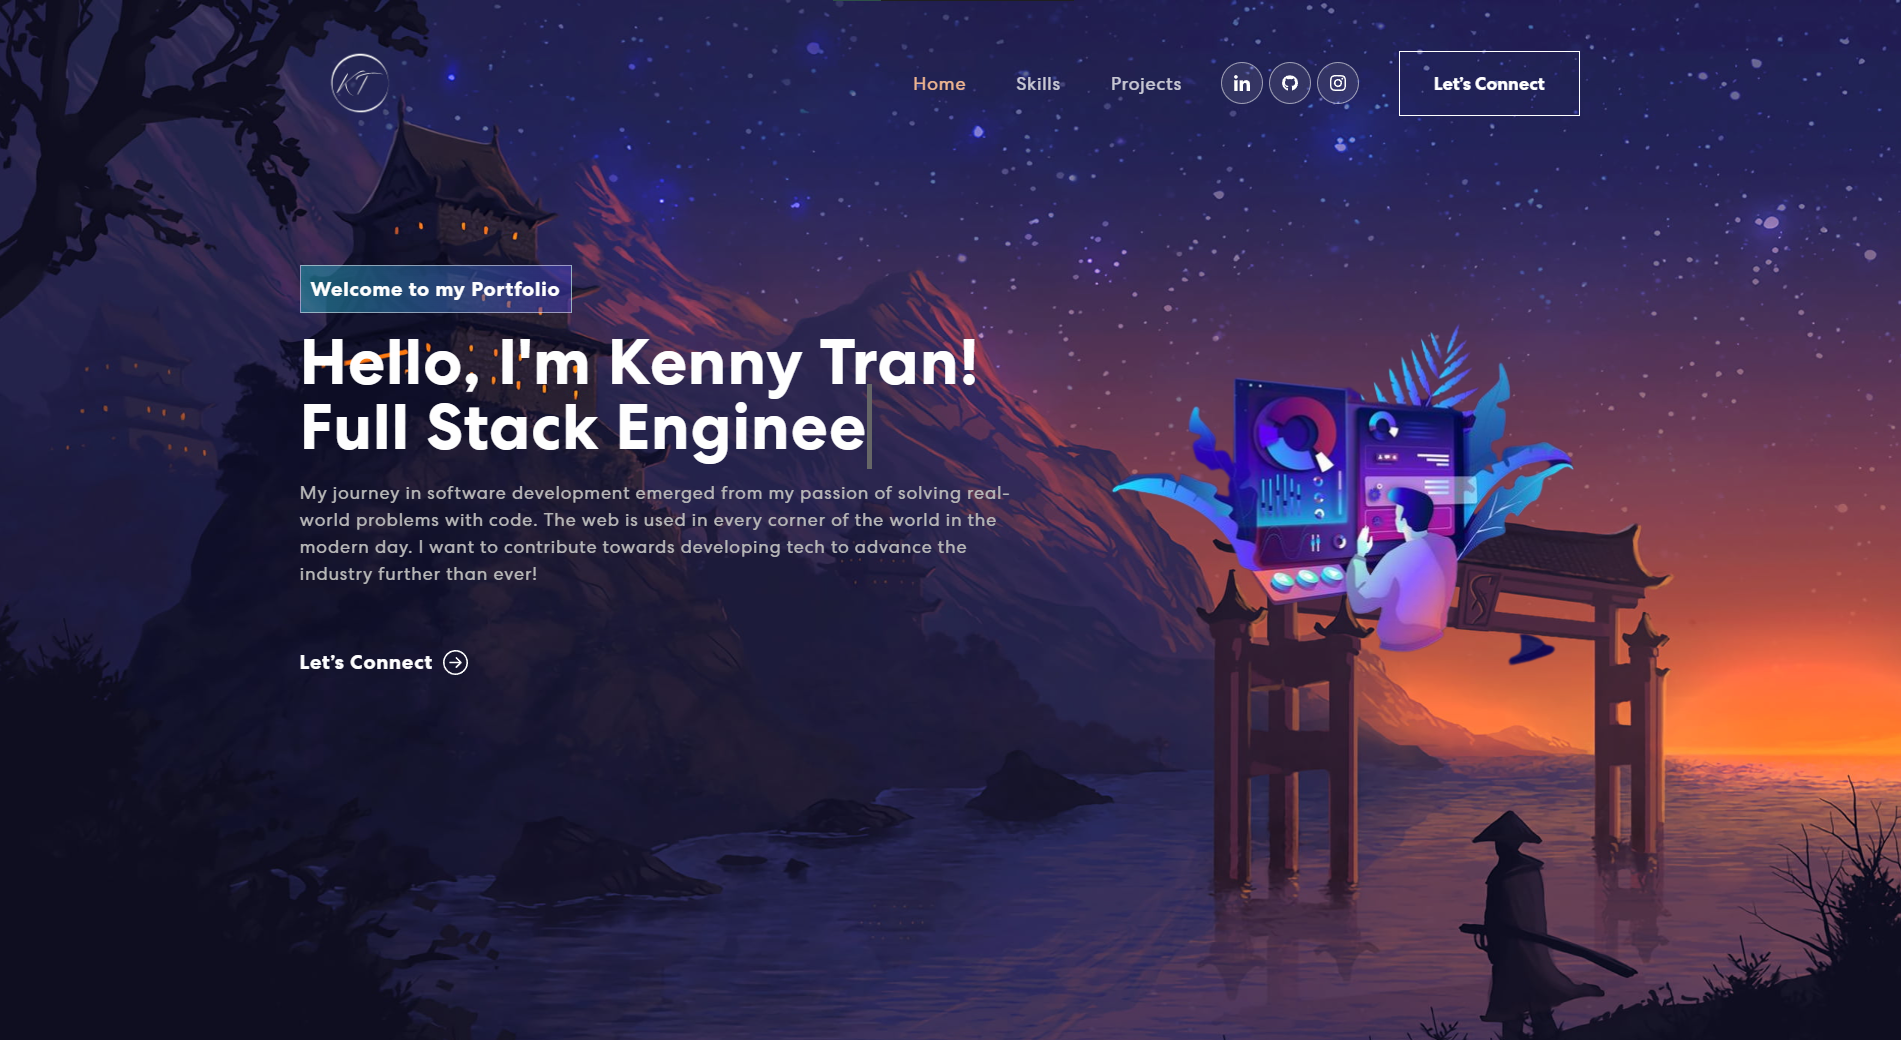 KT
Home Skills Projects Let's Connect
Welcome to my Portfolio
Hello, I'm Kenny Tran!
Full Stack Enginee
My journey in software development emerged from my passion of solving real-
world problems with code. The web is used in every corner of the world in the
modern day. I want to contribute towards developing tech to advance the
industry further than ever!
Let's Connect